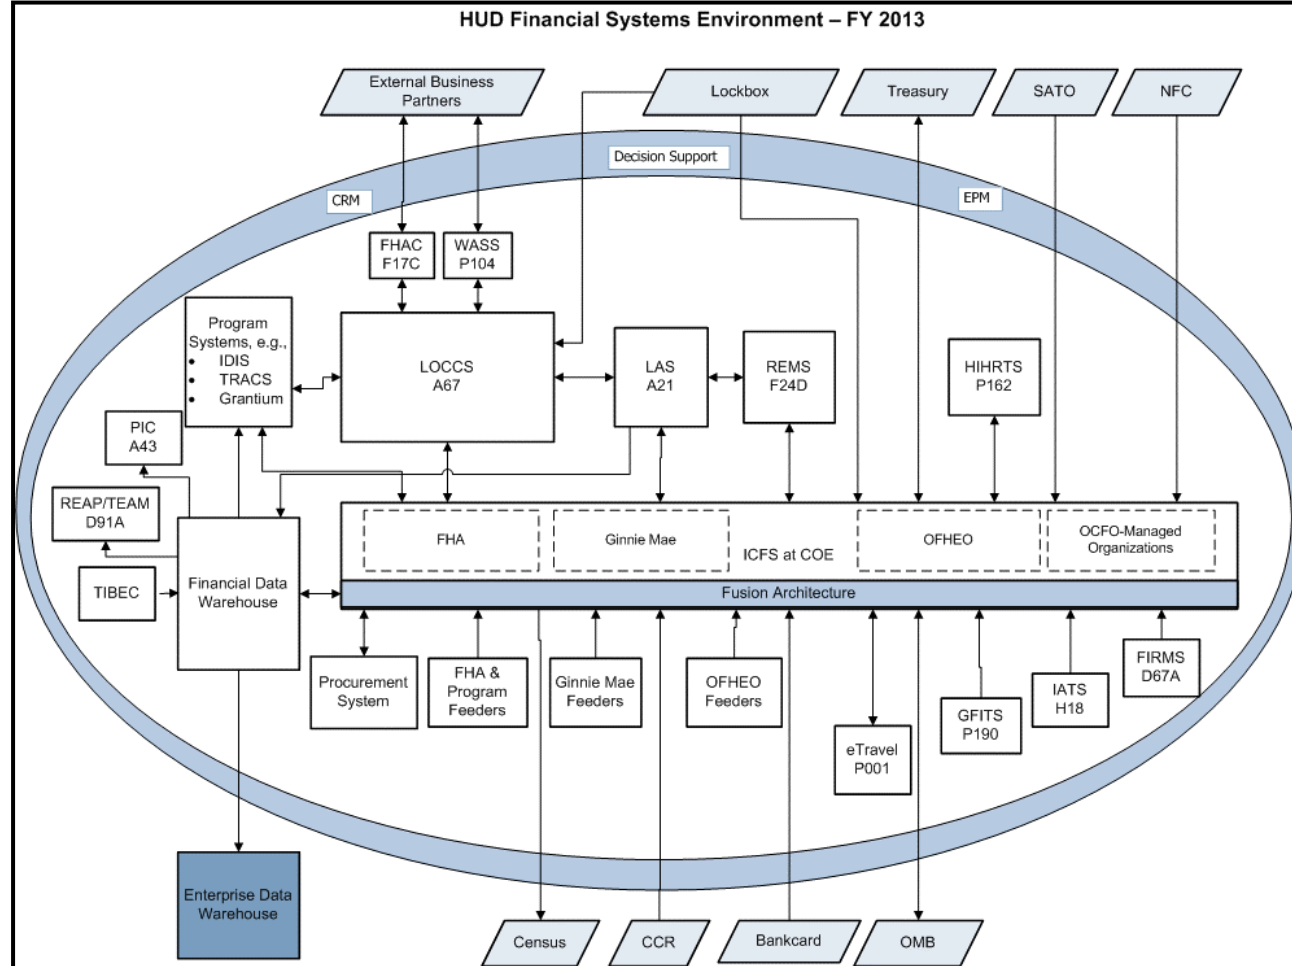 HUD Financial Systems Environment – FY 2013
External Business
Partners
Lockbox
Treasury
SATO
NFC
Decision Support
CRM
EPM
FHAC
F17C
WASS
P104
Program
Systems, e.g.,
• IDIS
• TRACS
• Grantium
LOCCS
A67
LAS
A21
REMS
F24D
HIHRTS
P162
PIC
A43
REAP/TEAM
D91A
TIBEC
Financial Data
Warehouse
FHA
Ginnie Mae
ICFS at COE
OFHEO
OCFO-Managed
Organizations
Fusion Architecture
Procurement
System
FHA &
Program
Feeders
Ginnie Mae
Feeders
OFHEO
Feeders
eTravel
P001
GFITS
P190
IATS
H18
FIRMS
D67A
Enterprise Data
Warehouse
Census
CCR
Bankcard
OMB